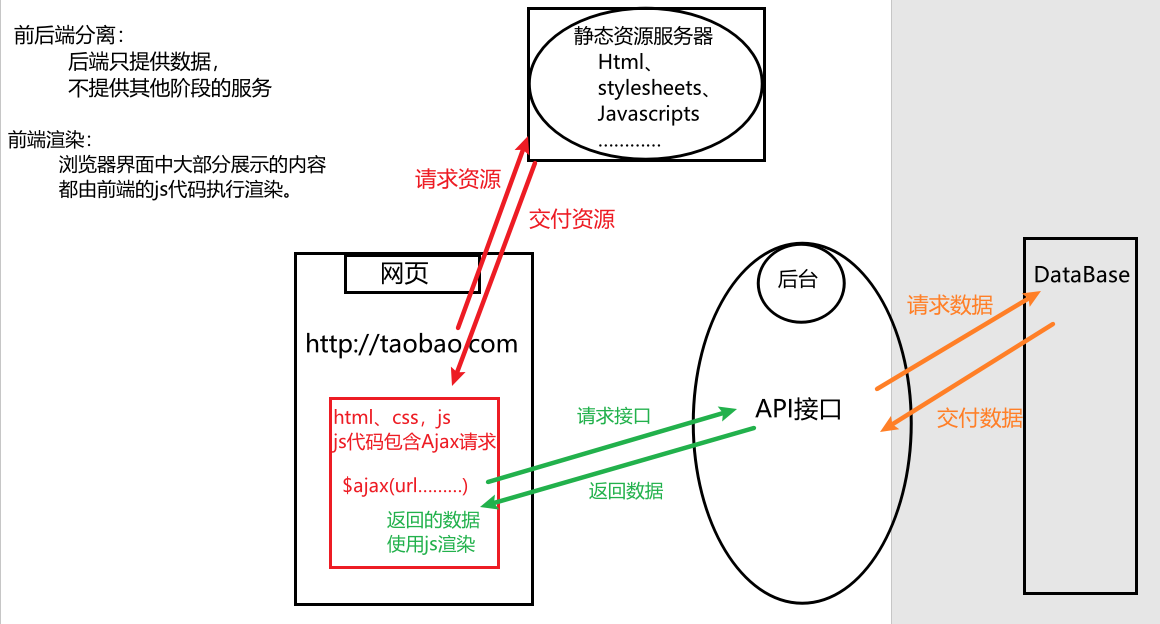 前后端分离：
后端只提供数据，
不提供其他阶段的服务
前端渲染：
浏览器界面中大部分展示的内容
都由前端的js代码执行渲染。
静态资源服务器
Html、
stylesheets、
Javascripts
…………
请求资源
交付资源
网页
http://taobao.com
html、css，js
js代码包含Ajax请求
$ajax(url………)
返回的数据
使用js渲染
请求接口
返回数据
后台
API接口
请求数据
交付数据
DataBase